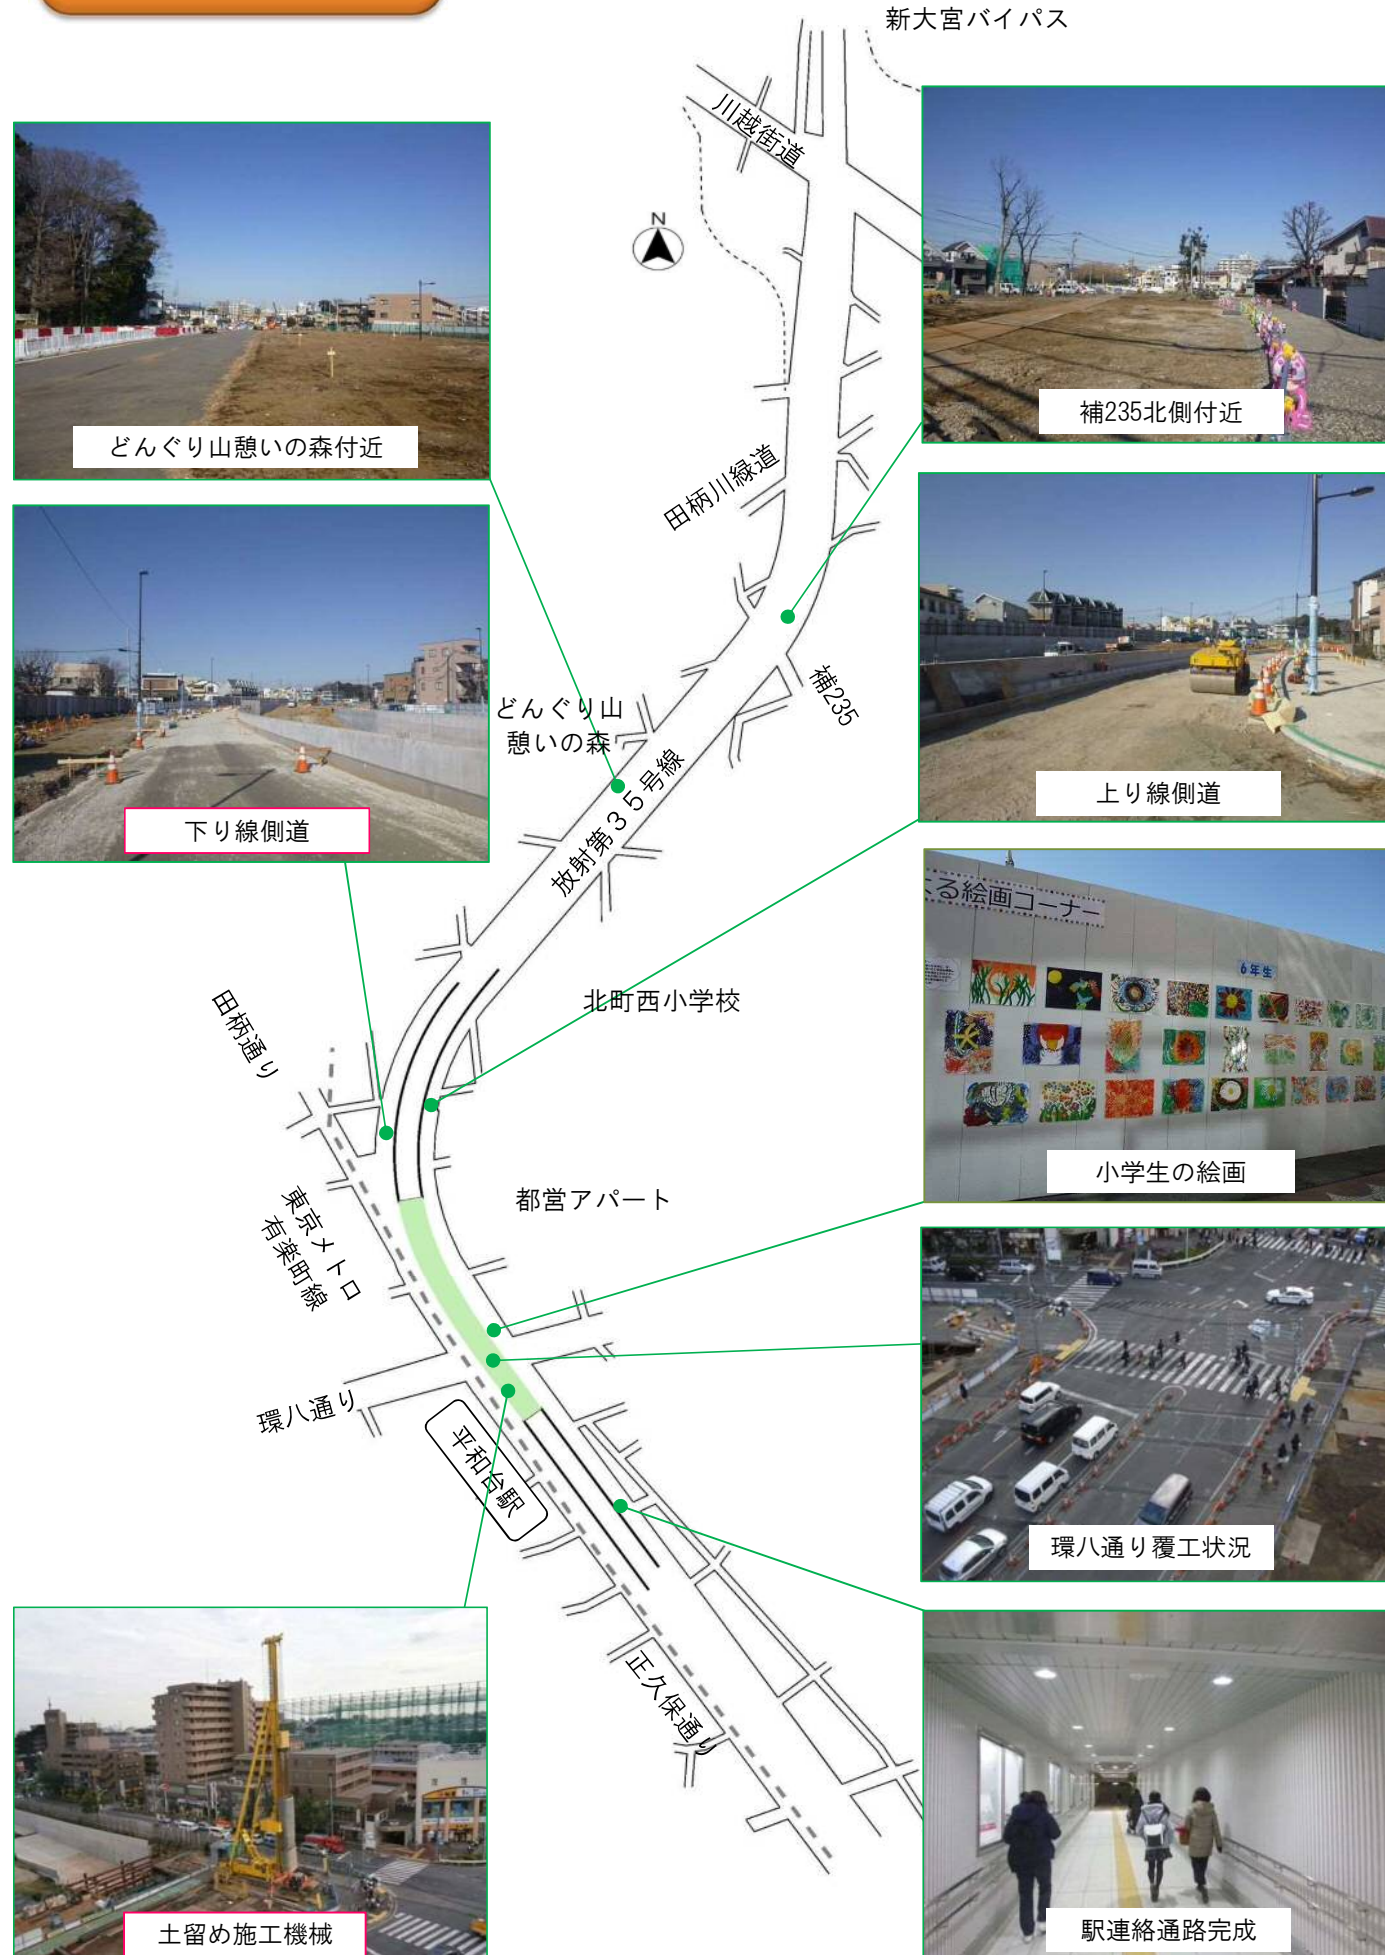 新大宮バイパス
川越街道
N
どんぐり山憩いの森付近
補235北側付近
田柄川緑道
下り線側道
どんぐり山
憩いの森
補235
放射第35号線
上り線側道
る絵画コーナー
6年生
小学生の絵画
北町西小学校
田柄通り
都営アパート
東京メトロ
有楽町線
環八通り
平和台駅
環八通り覆工状況
正久保通り
土留め施工機械
駅連絡通路完成